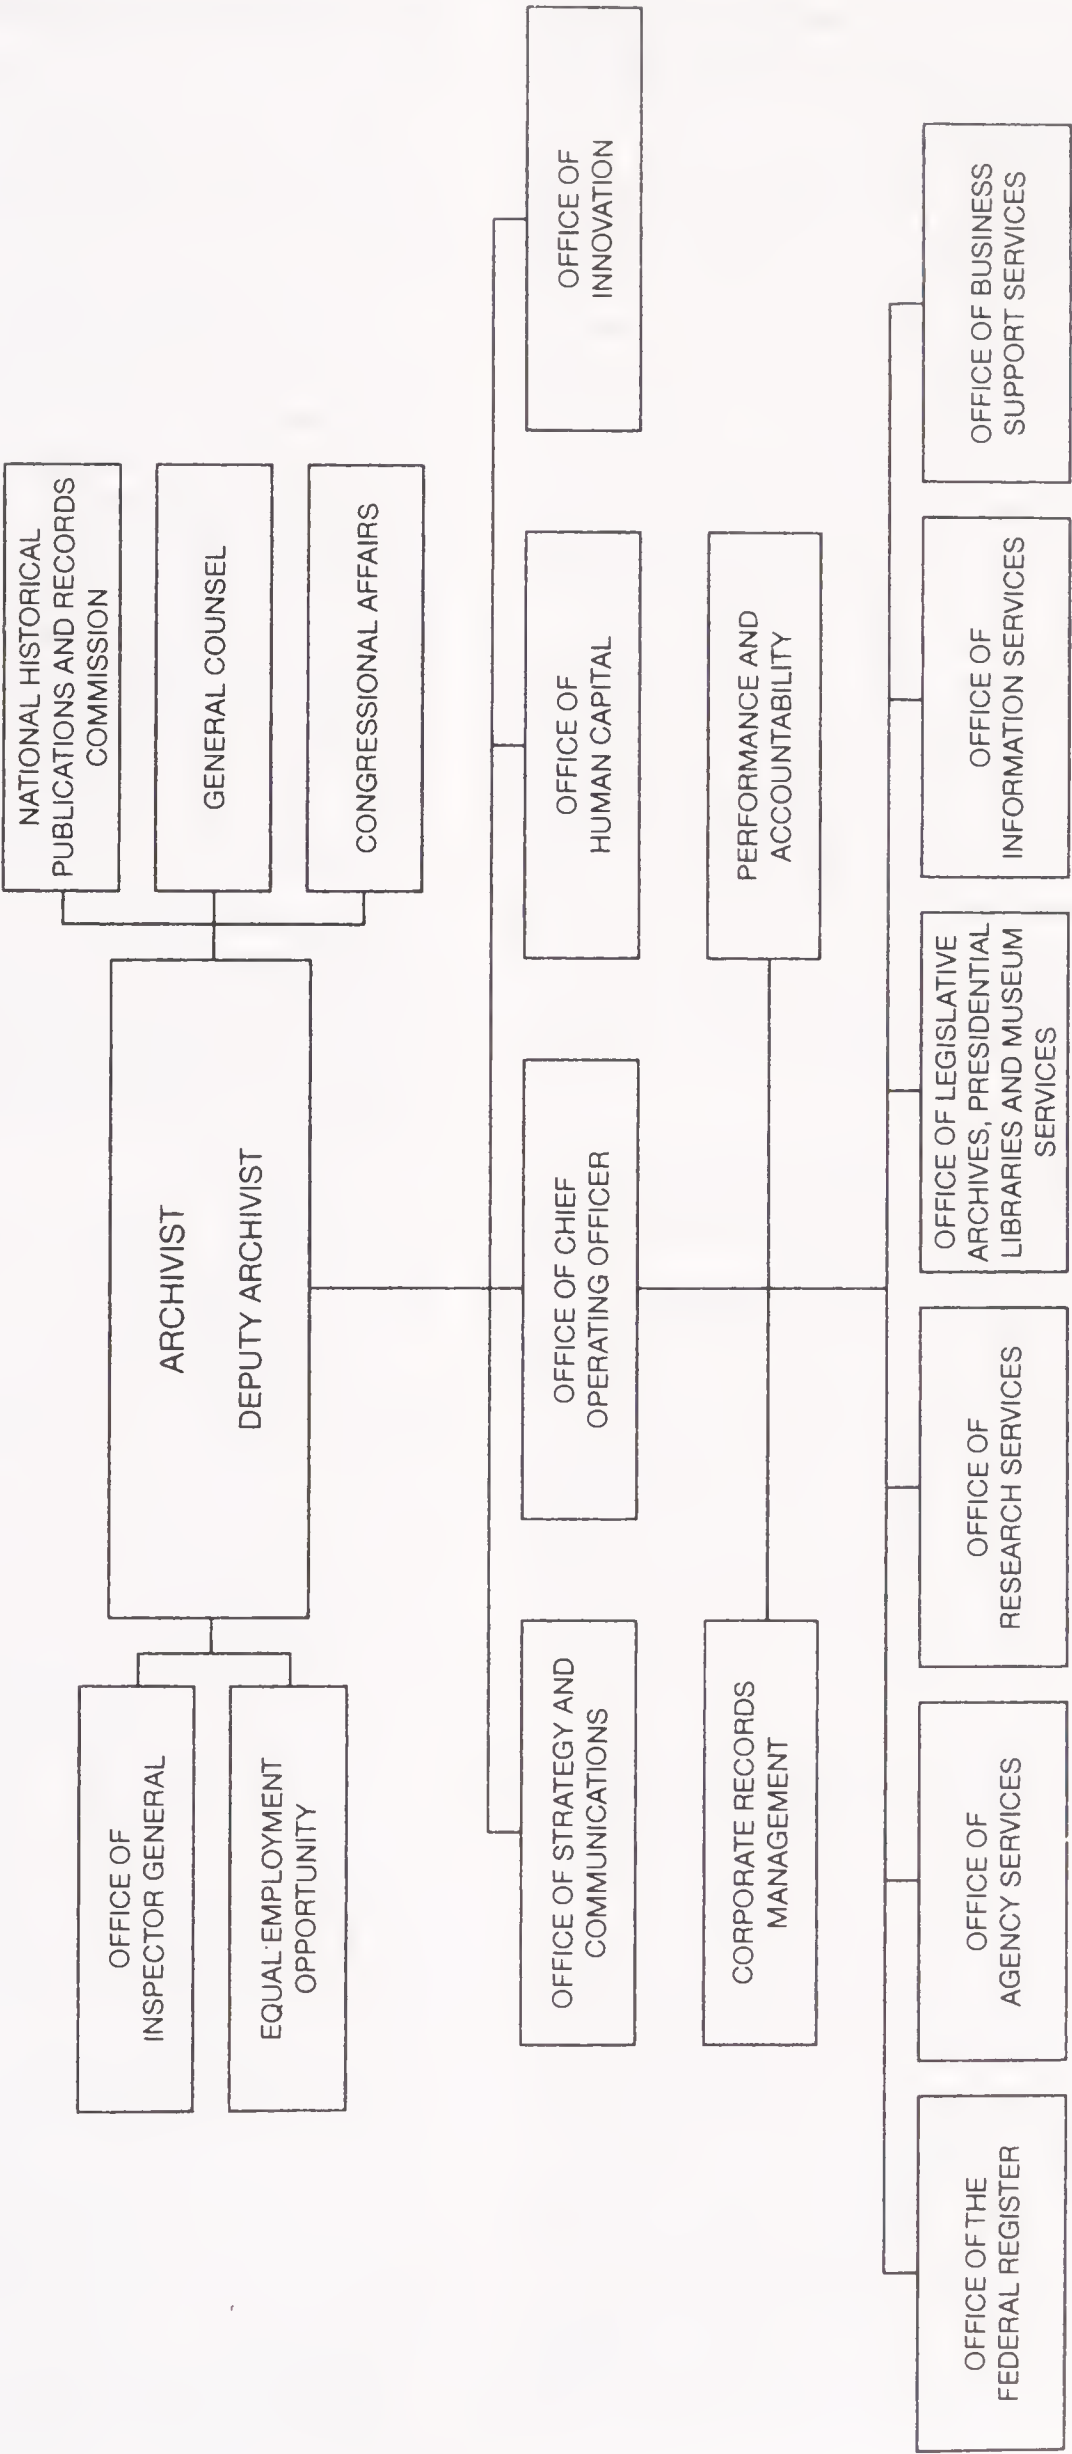 ARCHIVIST
DEPUTY ARCHIVIST
OFFICE OF
INSPECTOR GENERAL
EQUAL EMPLOYMENT
OPPORTUNITY
NATIONAL HISTORICAL
PUBLICATIONS AND RECORDS
COMMISSION
GENERAL COUNSEL
CONGRESSIONAL AFFAIRS
OFFICE OF STRATEGY AND
COMMUNICATIONS
OFFICE OF CHIEF
OPERATING OFFICER
OFFICE OF
HUMAN CAPITAL
OFFICE OF
INNOVATION
CORPORATE RECORDS
MANAGEMENT
PERFORMANCE AND
ACCOUNTABILITY
OFFICE OF THE
FEDERAL REGISTER
OFFICE OF
AGENCY SERVICES
OFFICE OF
RESEARCH SERVICES
OFFICE OF LEGISLATIVE
ARCHIVES, PRESIDENTIAL
LIBRARIES AND MUSEUM
SERVICES
OFFICE OF
INFORMATION SERVICES
OFFICE OF BUSINESS
SUPPORT SERVICES